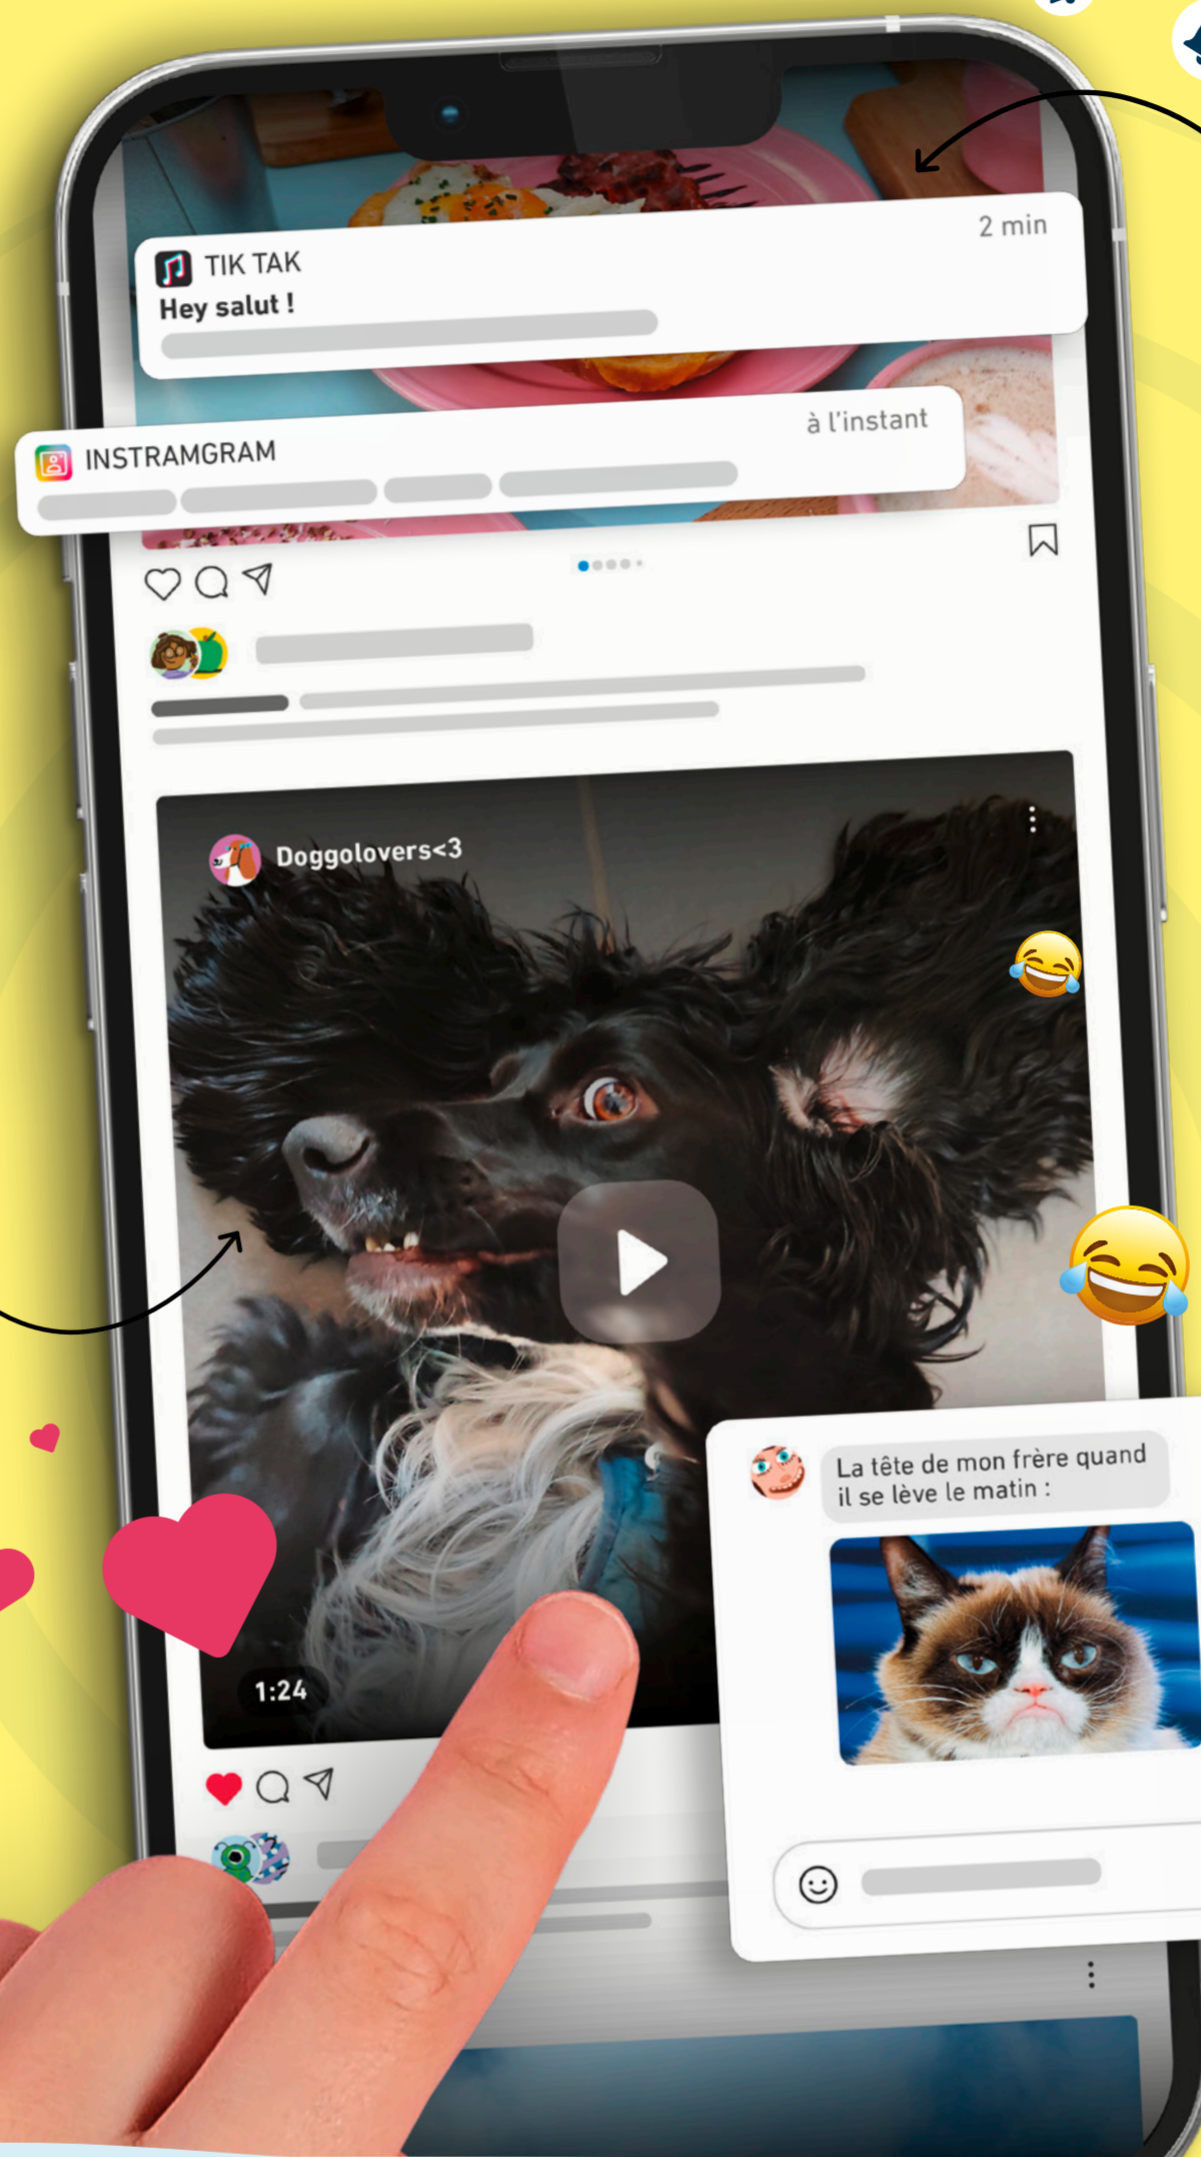 2 min
TIK TAK
Hey salut !
à l'instant
INSTRAMGRAM
Doggolovers<3
La tête de mon frère quand
il se lève le matin :
1:24